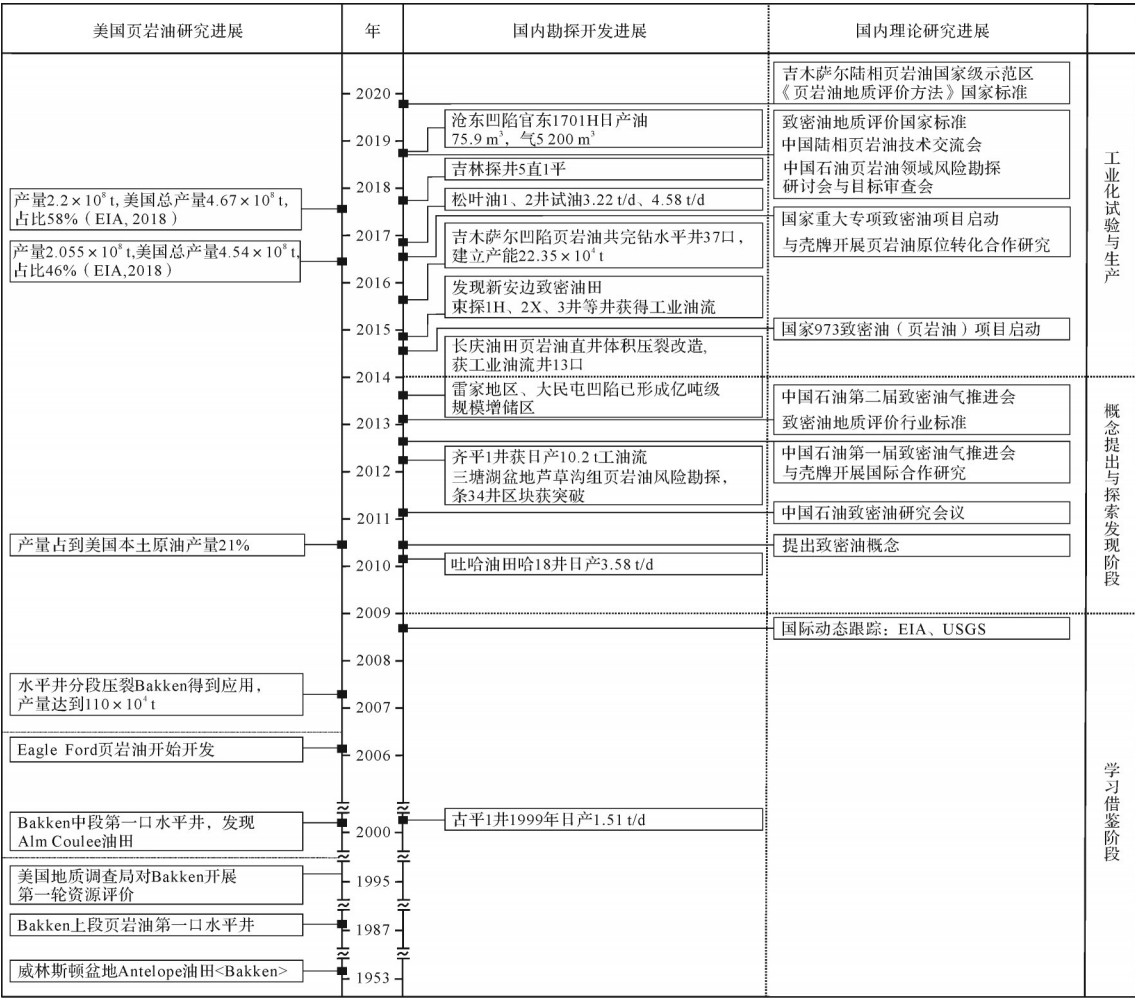 美国页岩油研究进展
年
国内勘探开发进展
国内理论研究进展
产量2.2×10⁸ t, 美国总产量4.67×10⁸ t,
占比58%（EIA, 2018）
产量2.055×10⁸ t,美国总产量4.54×10⁸ t,
占比46%（EIA,2018）
产量占到美国本土原油产量21%
水平井分段压裂Bakken得到应用,
产量达到110×10⁴ t
Eagle Ford页岩油开始开发
Bakken中段第一口水平井，发现
Alm Coulee油田
美国地质调查局对Bakken开展
第一轮资源评价
Bakken上段页岩油第一口水平井
威林斯顿盆地Antelope油田<Bakken>
2020
2019
2018
2017
2016
2015
2014
2013
2012
2011
2010
2009
2008
2007
2006
2000
1995
1987
1953
沧东凹陷官东1701H日产油
75.9 m³，气5 200 m³
吉林探井5直1平
松叶油1、2井试油3.22 t/d、4.58 t/d
吉木萨尔凹陷页岩油共完钻水平井37口，
建立产能22.35×10⁴ t
发现新安边致密油田
束探1H、2X、3井等井获得工业油流
长庆油田页岩油直井体积压裂改造,
获工业油流井13口
雷家地区、大民屯凹陷已形成亿吨级
规模增储区
齐平1井获日产10.2 t工油流
三塘湖盆地芦草沟组页岩油风险勘探，
条34井区块获突破
吐哈油田哈18井日产3.58 t/d
古平1井1999年日产1.51 t/d
吉木萨尔陆相页岩油国家级示范区
《页岩油地质评价方法》国家标准
致密油地质评价国家标准
中国陆相页岩油技术交流会
中国石油页岩油领域风险勘探
研讨会与目标审查会
国家重大专项致密油项目启动
与壳牌开展页岩油原位转化合作研究
国家973致密油（页岩油）项目启动
中国石油第二届致密油气推进会
致密油地质评价行业标准
中国石油第一届致密油气推进会
与壳牌开展国际合作研究
中国石油致密油研究会议
提出致密油概念
国际动态跟踪：EIA、USGS
工业化试验与生产
概念提出与探索发现阶段
学习借鉴阶段